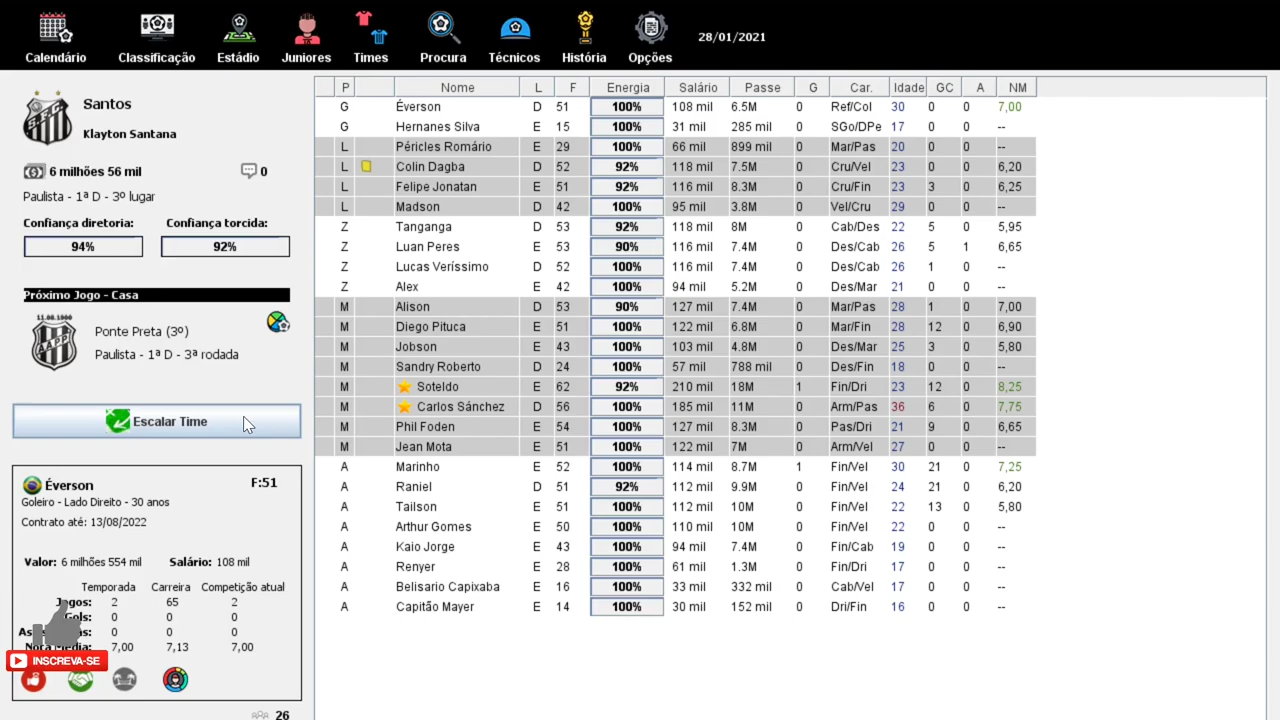 Calendário Classificação Estádio Juniores Times Procura Técnicos História Opções 28/01/2021
Santos
Klayton Santana
6 milhões 56 mil 0
Paulista - 1ª D - 3º lugar
Confiança diretoria: Confiança torcida:
94% 92%
Próximo Jogo - Casa
11.08.1900
AAPP
Ponte Preta (3º)
Paulista - 1ª D - 3ª rodada
Escalar Time
Éverson F:51
Goleiro - Lado Direito - 30 anos
Contrato até: 13/08/2022
Valor: 6 milhões 554 mil Salário: 108 mil
Temporada Carreira Competição atual
Jogos: 2 65 2
Gols: 0 0 0
0 0 0
Nota Média: 7,00 7,13 7,00
INSCREVA-SE
26
P Nome L F Energia Salário Passe G Car. Idade GC A NM
G Éverson D 51 100% 108 mil 6.5M 0 Ref/Col 30 0 0 7,00
G Hernanes Silva E 15 100% 31 mil 285 mil 0 SGo/DPe 17 0 0 --
L Péricles Romário E 29 100% 66 mil 899 mil 0 Mar/Pas 20 0 0 --
L Colin Dagba D 52 92% 118 mil 7.5M 0 Cru/Vel 23 0 0 6,20
L Felipe Jonatan E 51 92% 116 mil 8.3M 0 Cru/Fin 23 3 0 6,25
L Madson D 42 100% 95 mil 3.8M 0 Vel/Cru 29 0 0 --
Z Tanganga D 53 92% 118 mil 8M 0 Cab/Des 22 5 0 5,95
Z Luan Peres E 53 90% 116 mil 7.4M 0 Des/Cab 26 5 1 6,65
Z Lucas Veríssimo D 52 100% 116 mil 7.4M 0 Des/Cab 26 1 0 --
Z Alex E 42 100% 94 mil 5.2M 0 Des/Mar 21 0 0 --
M Alison D 53 90% 127 mil 7.4M 0 Mar/Pas 28 1 0 7,00
M Diego Pituca E 51 100% 122 mil 6.8M 0 Mar/Fin 28 12 0 6,90
M Jobson E 43 100% 103 mil 4.8M 0 Des/Mar 25 3 0 5,80
M Sandry Roberto D 24 100% 57 mil 788 mil 0 Des/Fin 18 0 0 --
M Soteldo E 62 92% 210 mil 18M 1 Fin/Dri 23 12 0 8,25
M Carlos Sánchez D 56 100% 185 mil 11M 0 Arm/Pas 36 6 0 7,75
M Phil Foden E 54 100% 127 mil 8.3M 0 Pas/Dri 21 9 0 6,65
M Jean Mota E 51 100% 122 mil 7M 0 Arm/Vel 27 0 0 --
A Marinho E 52 100% 114 mil 8.7M 1 Fin/Vel 30 21 0 7,25
A Raniel D 51 92% 112 mil 9.9M 0 Fin/Vel 24 21 0 6,20
A Tailson E 51 100% 112 mil 10M 0 Fin/Vel 22 13 0 5,80
A Arthur Gomes E 50 100% 110 mil 10M 0 Fin/Vel 22 0 0 --
A Kaio Jorge E 43 100% 94 mil 7.4M 0 Fin/Cab 19 0 0 --
A Renyer E 28 100% 61 mil 1.3M 0 Fin/Dri 17 0 0 --
A Belisario Capixaba E 16 100% 33 mil 332 mil 0 Cab/Vel 17 0 0 --
A Capitão Mayer E 14 100% 30 mil 152 mil 0 Dri/Fin 16 0 0 --